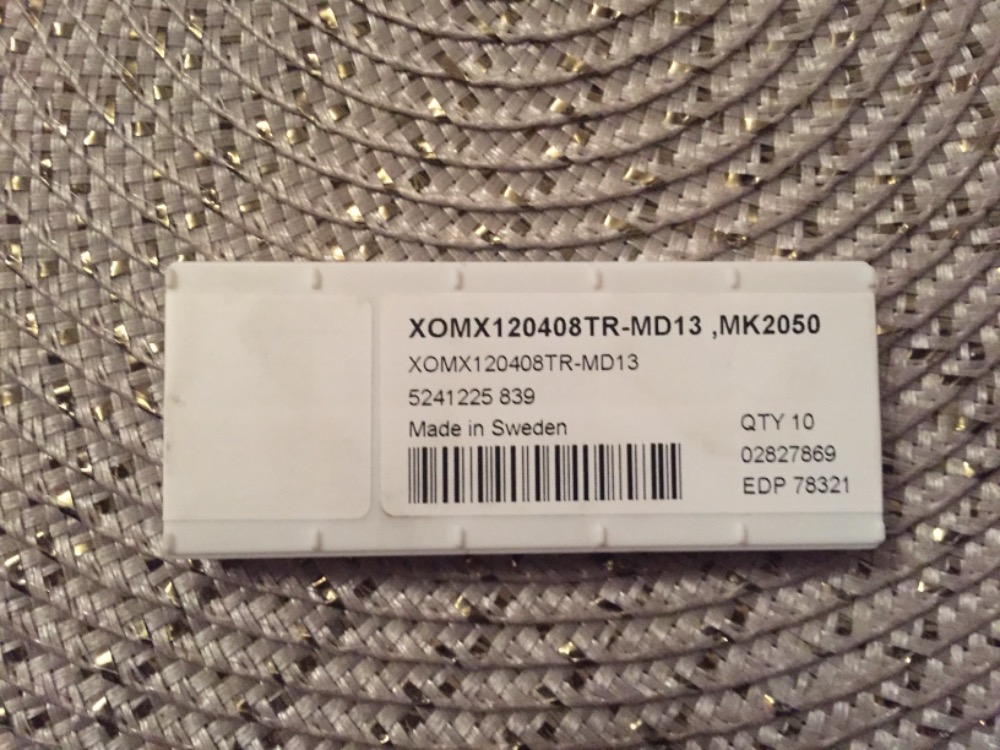 XOMX120408TR-MD13 ,MK2050
XOMX120408TR-MD13
5241225 839
Made in Sweden
QTY 10
02827869
EDP 78321